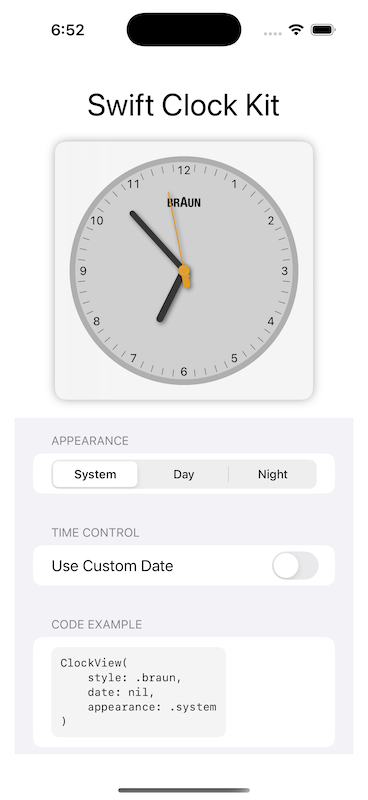 6:52
Swift Clock Kit
12
1
2
3
4
5
6
7
8
9
10
11
BRAUN
APPEARANCE
System Day Night
TIME CONTROL
Use Custom Date
CODE EXAMPLE
ClockView(
    style: .braun,
    date: nil,
    appearance: .system
)